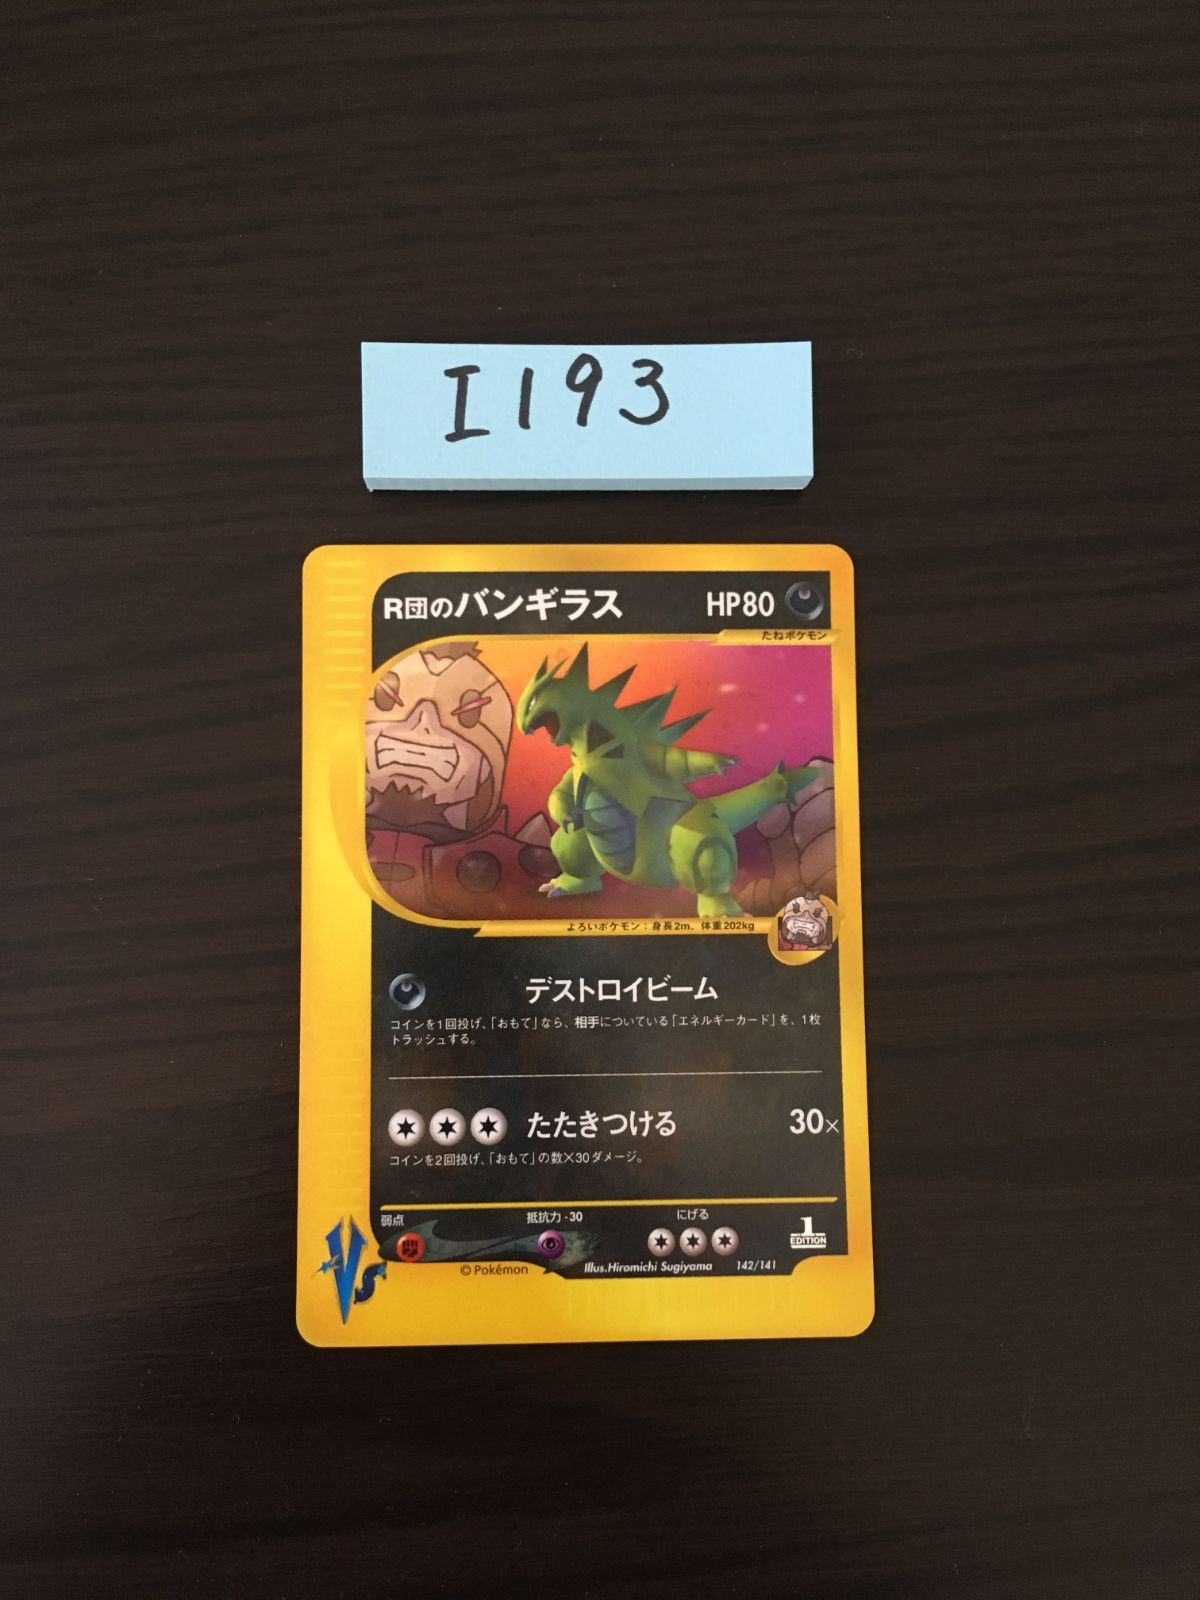 I193
R団のバンギラス HP80
たねポケモン
よろいポケモン：身長2m、体重202kg
デストロイビーム
コインを1回投げ、「おもて」なら、相手についている「エネルギーカード」を、1枚
トラッシュする。
たたきつける 30×
コインを2回投げ、「おもて」の数×30ダメージ。
弱点 抵抗力-30 にげる
1 EDITION
VS
©Pokémon Illus.Hiromichi Sugiyama 142/141